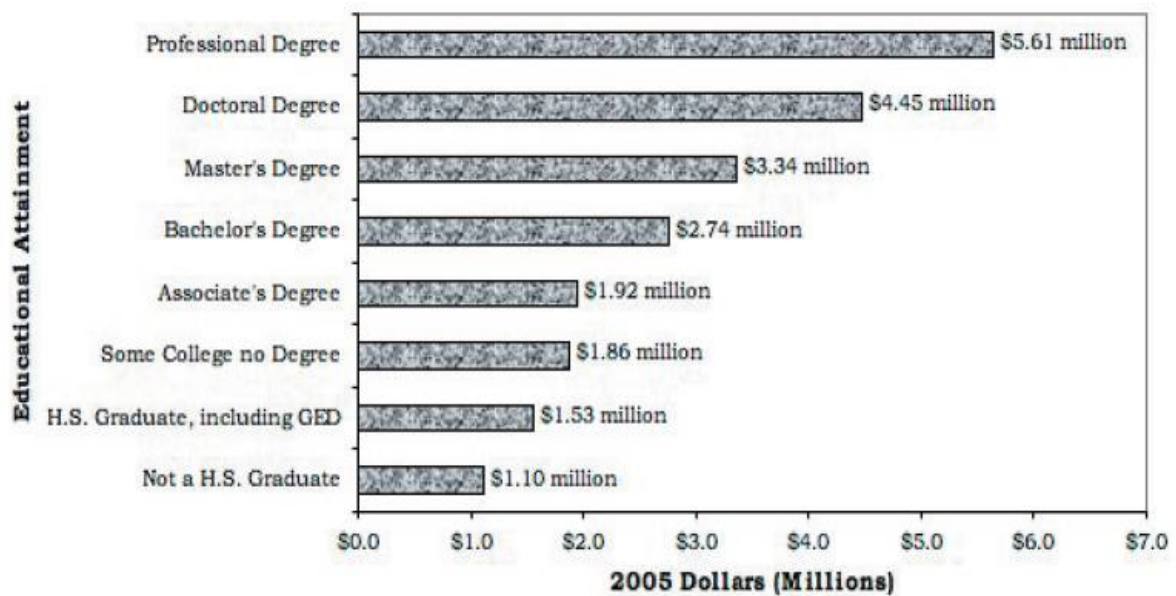 Educational Attainment
Professional Degree $5.61 million
Doctoral Degree $4.45 million
Master's Degree $3.34 million
Bachelor's Degree $2.74 million
Associate's Degree $1.92 million
Some College no Degree $1.86 million
H.S. Graduate, including GED $1.53 million
Not a H.S. Graduate $1.10 million
$0.0 $1.0 $2.0 $3.0 $4.0 $5.0 $6.0 $7.0
2005 Dollars (Millions)